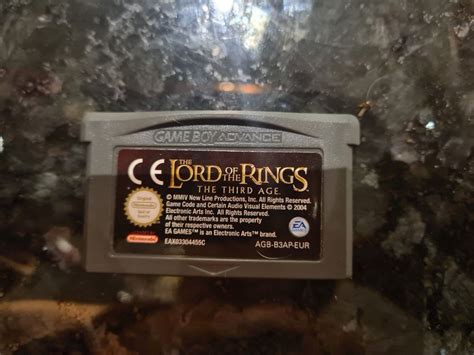 GAME BOY ADVANCE
CE
THE
LORD OF THE RINGS
THE THIRD AGE
© MMIV New Line Productions, Inc. All Rights Reserved.
Game Code and Certain Audio Visual Elements © 2004
Electronic Arts Inc. All Rights Reserved.
All other trademarks are the property
of their respective owners.
EA GAMES™ is an Electronic Arts™ brand.
EAX03304455C
AGB-B3AP-EUR
Nintendo
EA